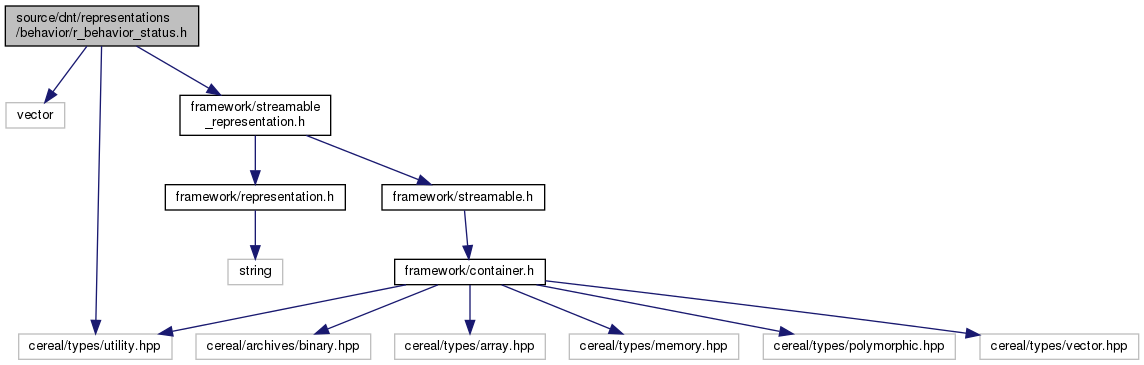 source/dnt/representations
/behavior/r_behavior_status.h
vector
framework/streamable
_representation.h
framework/representation.h
framework/streamable.h
string
framework/container.h
cereal/types/utility.hpp
cereal/archives/binary.hpp
cereal/types/array.hpp
cereal/types/memory.hpp
cereal/types/polymorphic.hpp
cereal/types/vector.hpp